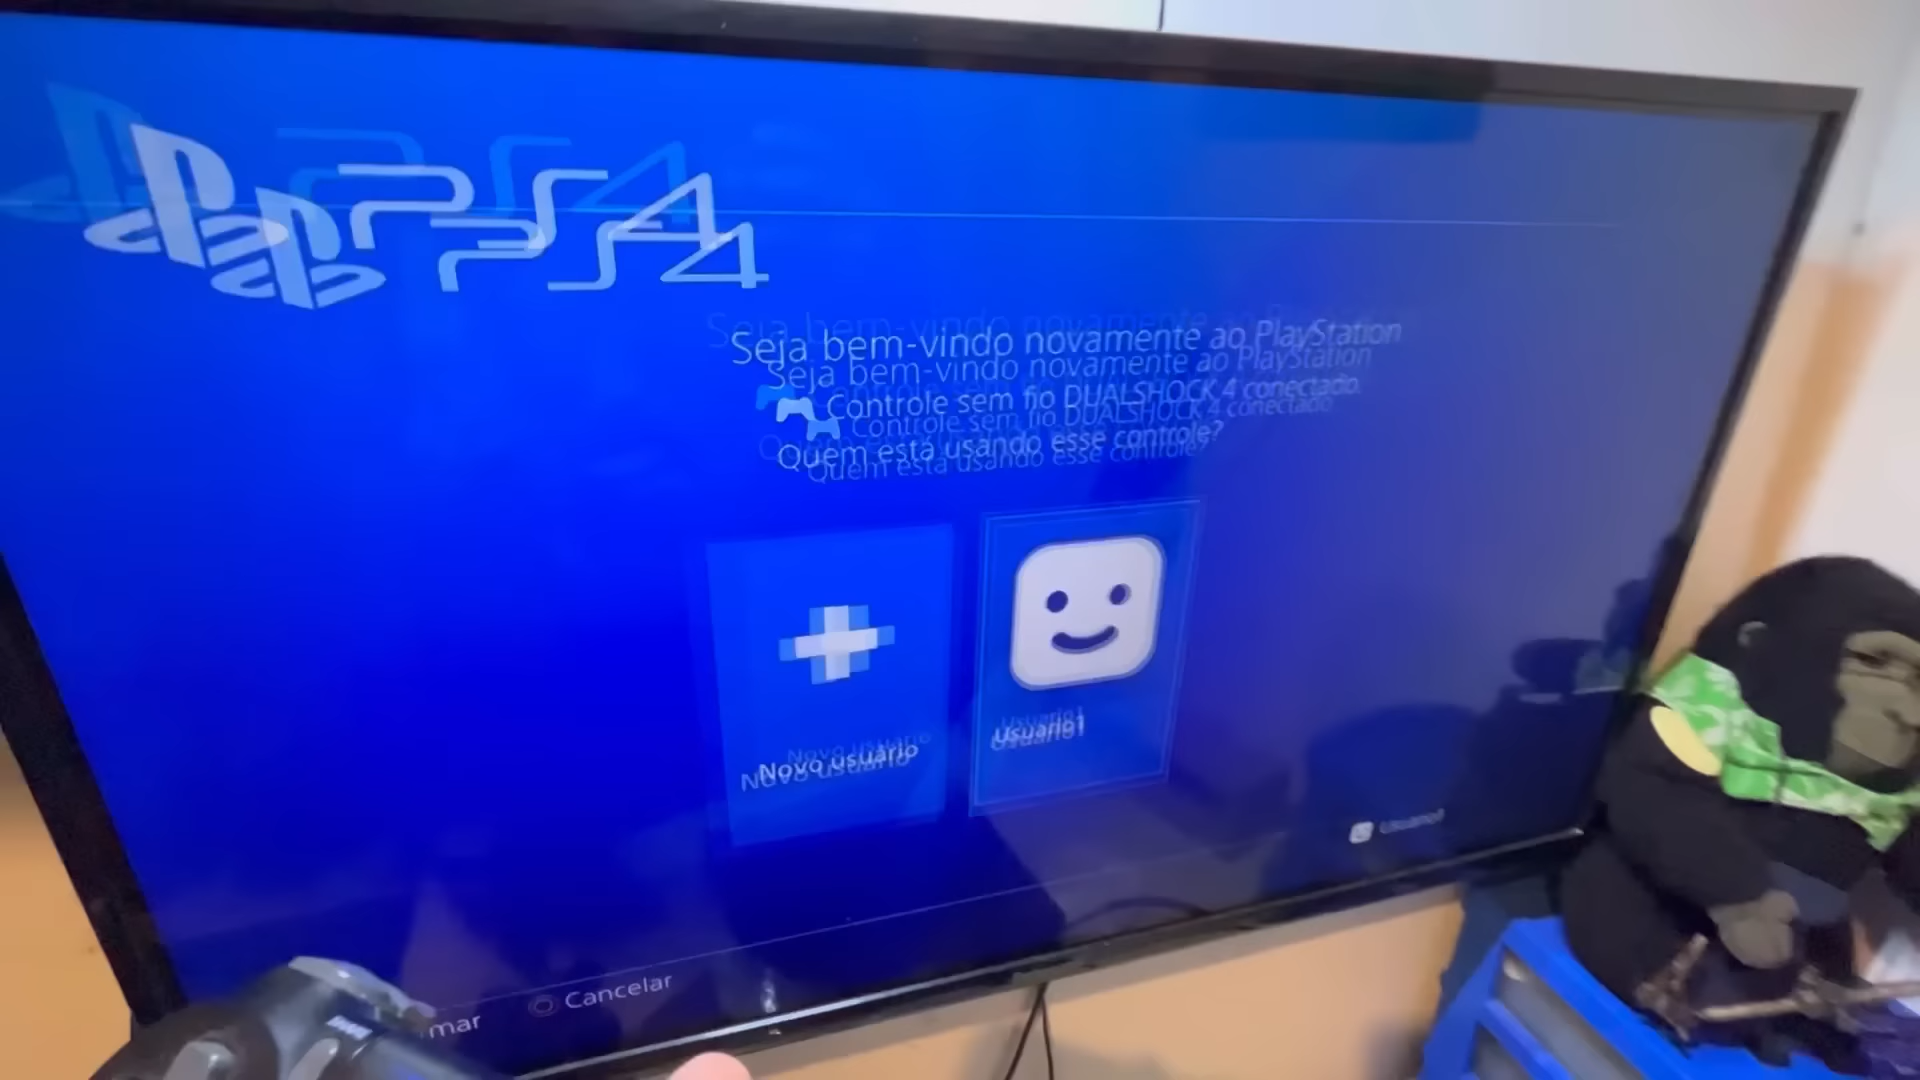 PS4
Seja bem-vindo novamente ao PlayStation
Controle sem fio DUALSHOCK 4 conectado.
Quem está usando esse controle?
Novo usuário
Usuario1
Cancelar